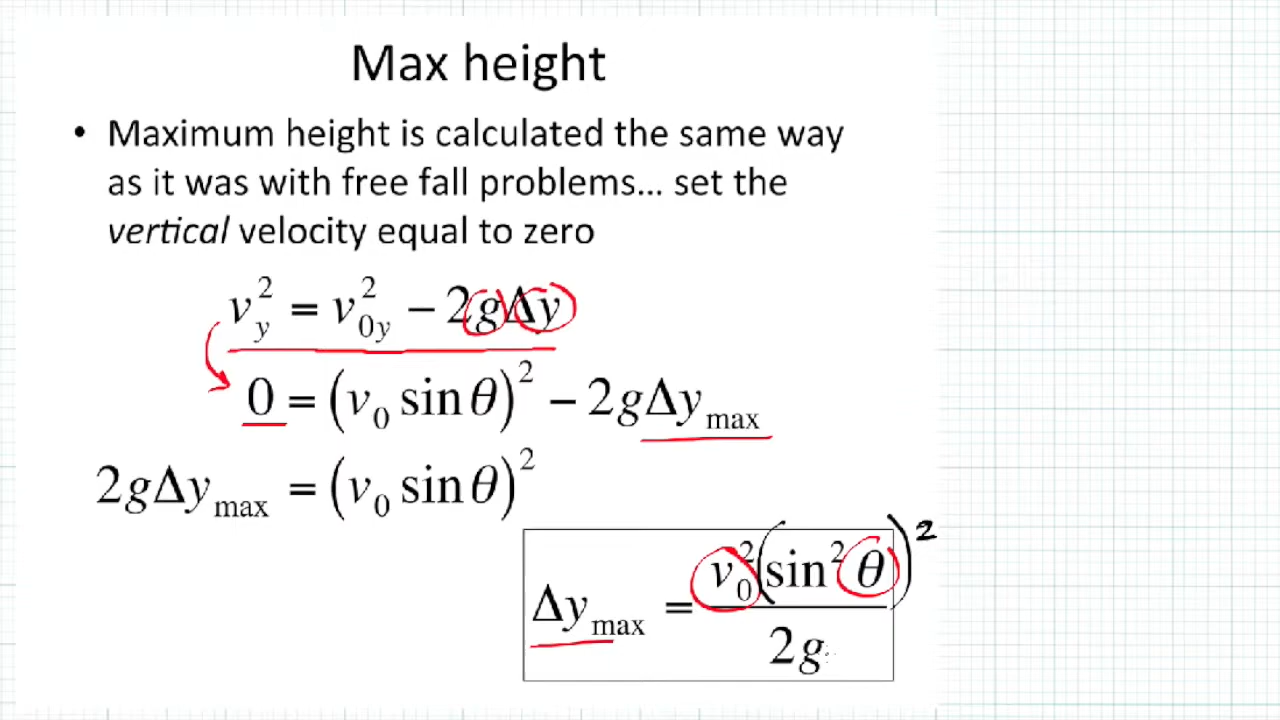 Max height
• Maximum height is calculated the same way
as it was with free fall problems... set the
vertical velocity equal to zero
v_y^2 = v_{0y}^2 − 2gΔy
0 = (v_0 sin θ)^2 − 2gΔy_max
2gΔy_max = (v_0 sin θ)^2
Δy_max = v_0^2 (sin^2 θ)^2 / 2g